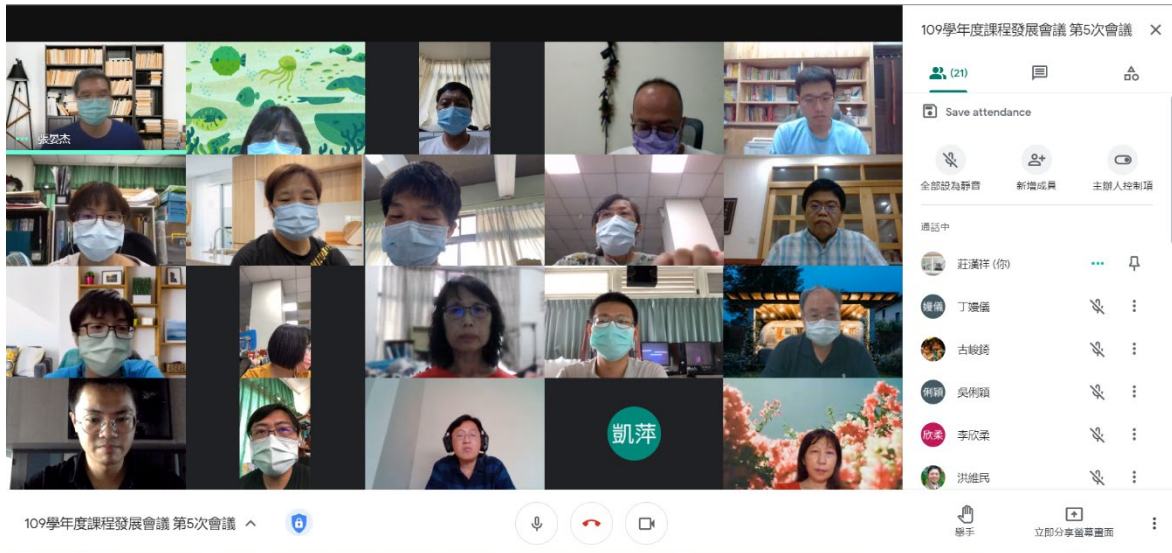 張晏杰
凱萍
109學年度課程發展會議 第5次會議
(21)
Save attendance
全部設為靜音
新增成員
主辦人控制項
通話中
莊漢祥 (你)
嫚儀
丁嫚儀
古峻錡
俐穎
吳俐穎
欣柔
李欣柔
洪維民
109學年度課程發展會議 第5次會議
舉手
立即分享螢幕畫面